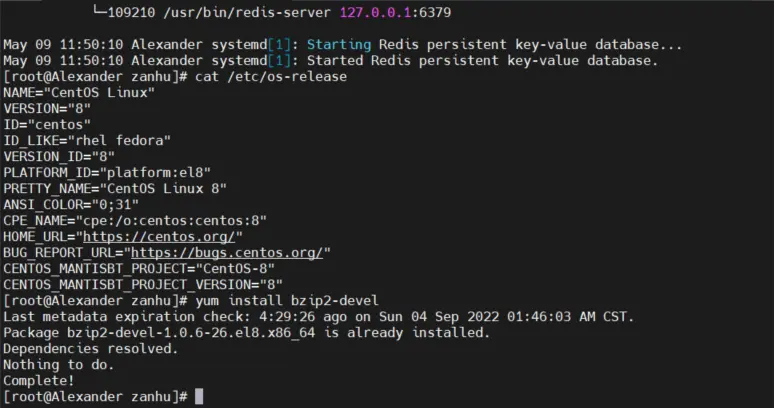 └─109210 /usr/bin/redis-server 127.0.0.1:6379
May 09 11:50:10 Alexander systemd[1]: Starting Redis persistent key-value database...
May 09 11:50:10 Alexander systemd[1]: Started Redis persistent key-value database.
[root@Alexander zanhu]# cat /etc/os-release
NAME="CentOS Linux"
VERSION="8"
ID="centos"
ID_LIKE="rhel fedora"
VERSION_ID="8"
PLATFORM_ID="platform:el8"
PRETTY_NAME="CentOS Linux 8"
ANSI_COLOR="0;31"
CPE_NAME="cpe:/o:centos:centos:8"
HOME_URL="https://centos.org/"
BUG_REPORT_URL="https://bugs.centos.org/"
CENTOS_MANTISBT_PROJECT="CentOS-8"
CENTOS_MANTISBT_PROJECT_VERSION="8"
[root@Alexander zanhu]# yum install bzip2-devel
Last metadata expiration check: 4:29:26 ago on Sun 04 Sep 2022 01:46:03 AM CST.
Package bzip2-devel-1.0.6-26.el8.x86_64 is already installed.
Dependencies resolved.
Nothing to do.
Complete!
[root@Alexander zanhu]#